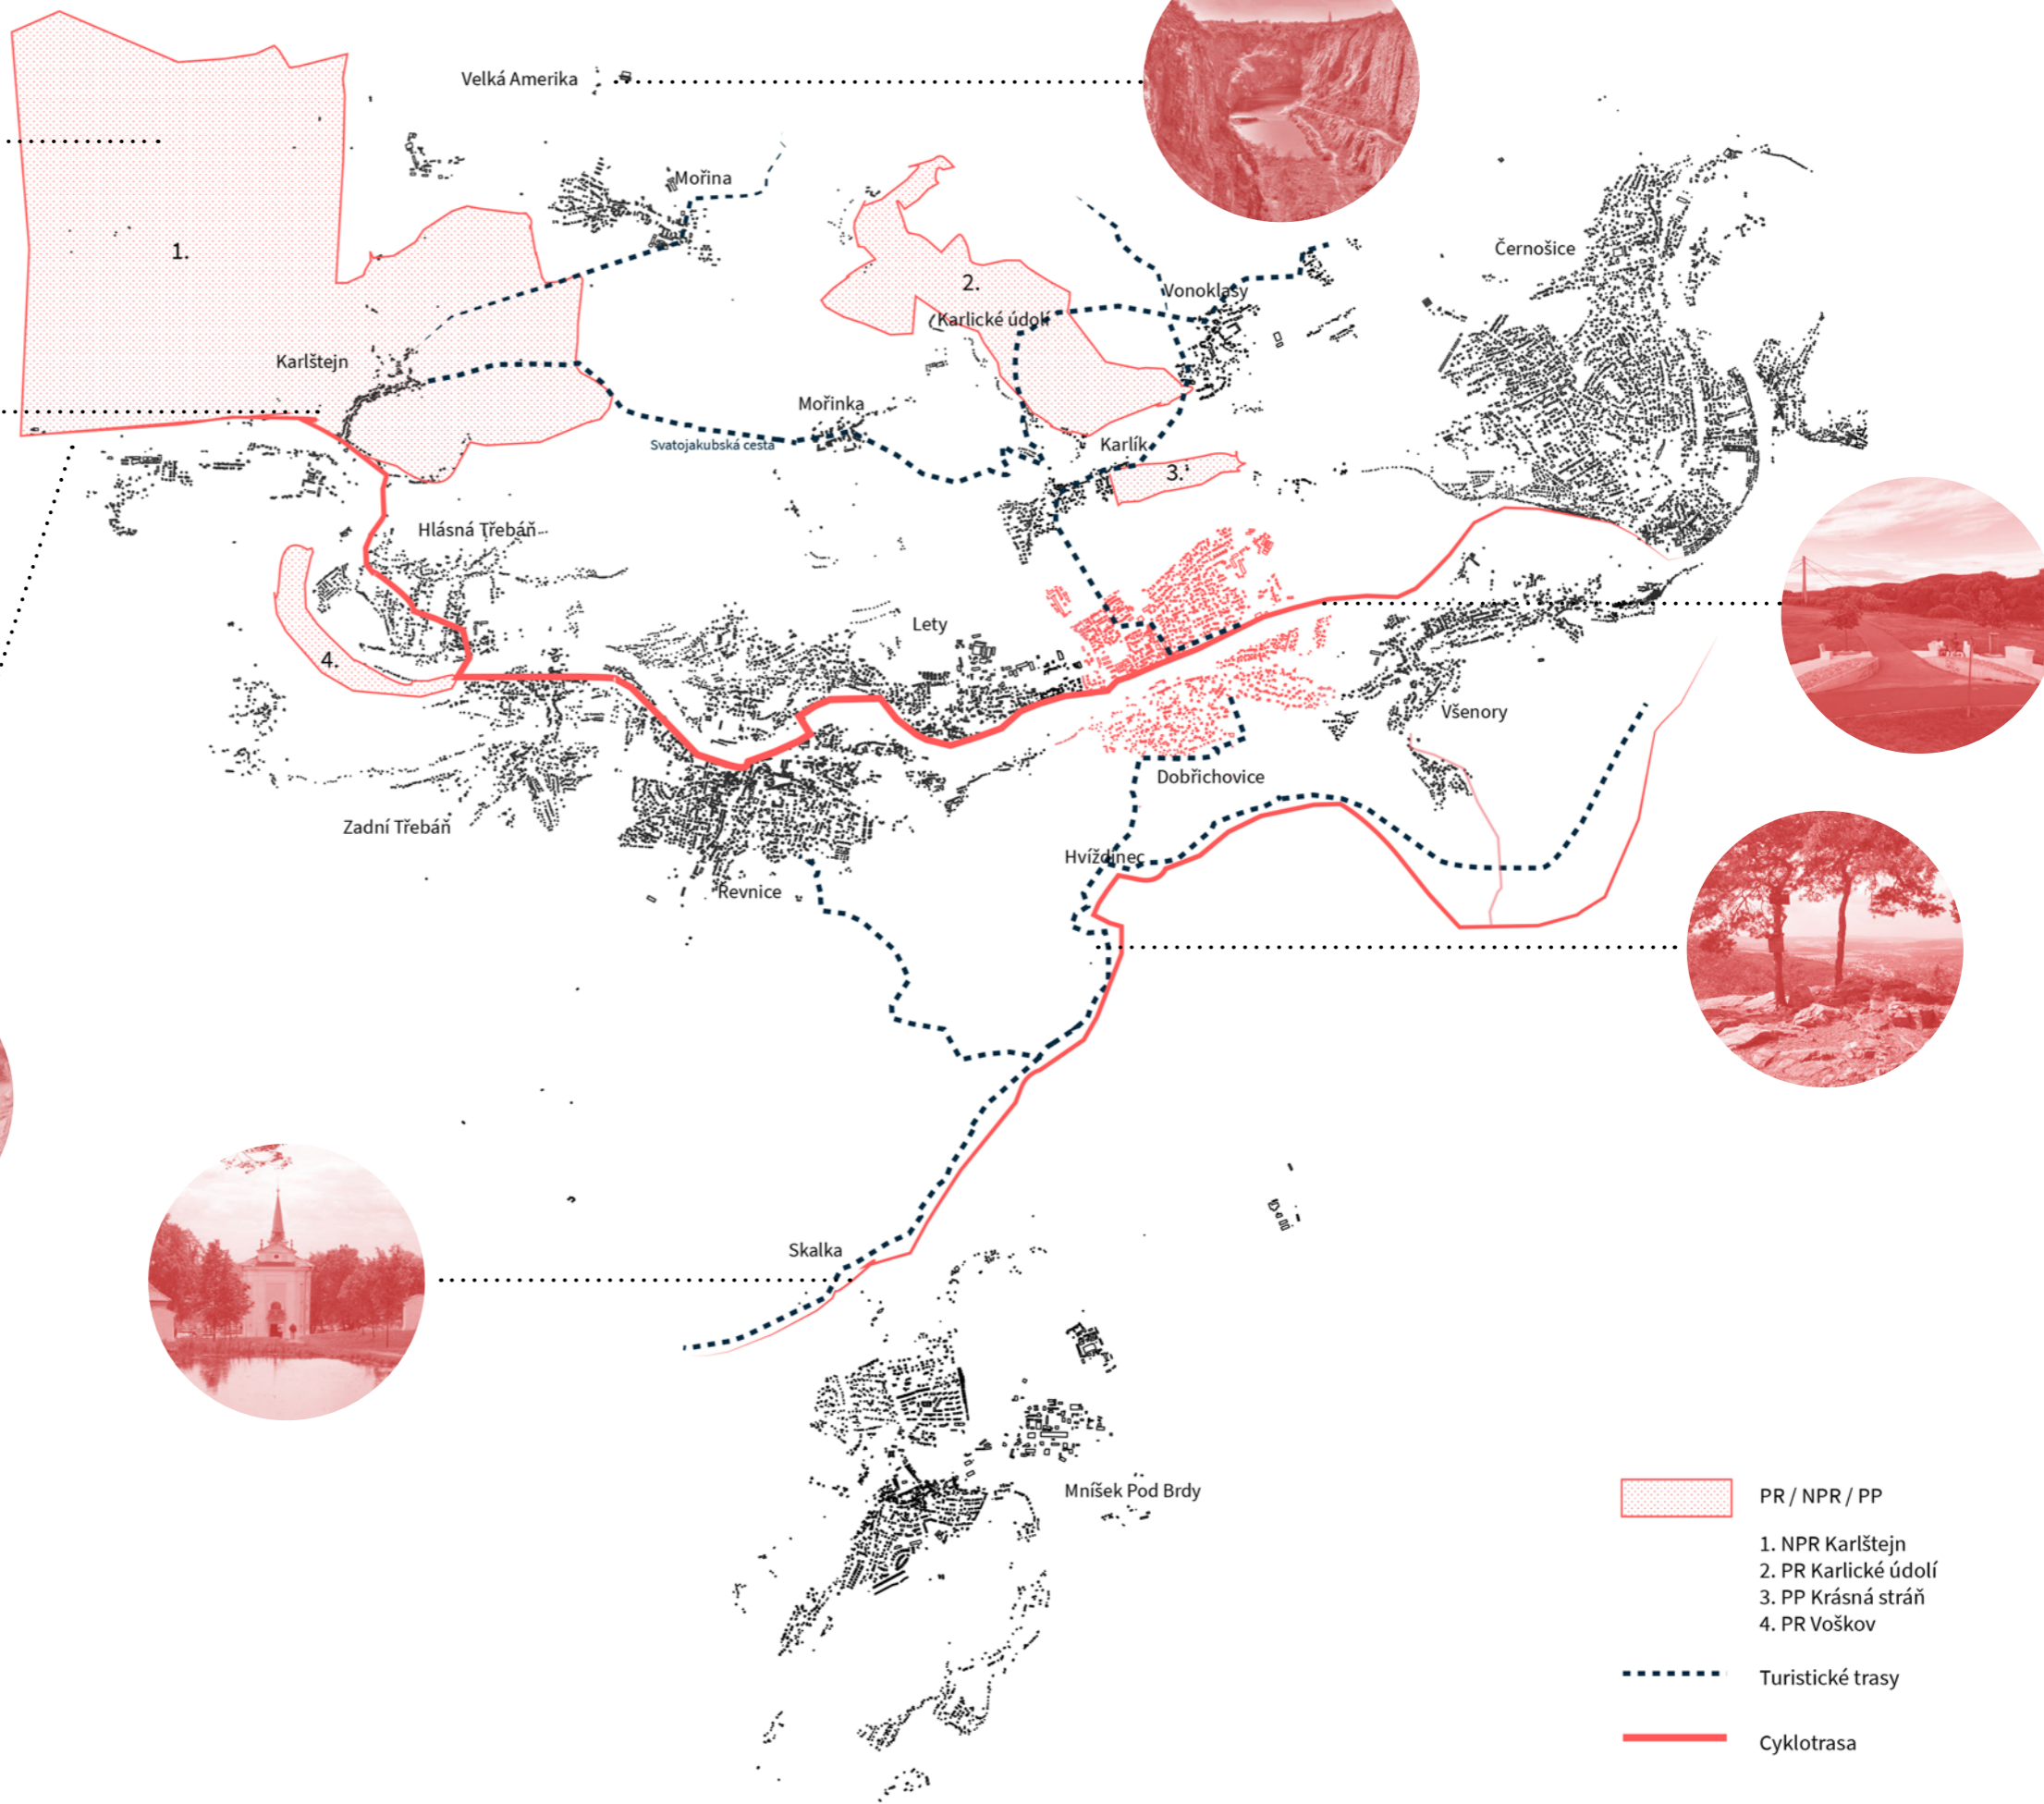 Velká Amerika
Mořina
1.
Černošice
2.
Vonoklasy
Karlické údolí
Karlštejn
Mořinka
Svatojakubská cesta
Karlík
3.
Hlásná Třebáň
Lety
4.
Všenory
Dobřichovice
Zadní Třebáň
Hvíždinec
Řevnice
Skalka
Mníšek Pod Brdy
PR / NPR / PP
1. NPR Karlštejn
2. PR Karlické údolí
3. PP Krásná stráň
4. PR Voškov
Turistické trasy
Cyklotrasa